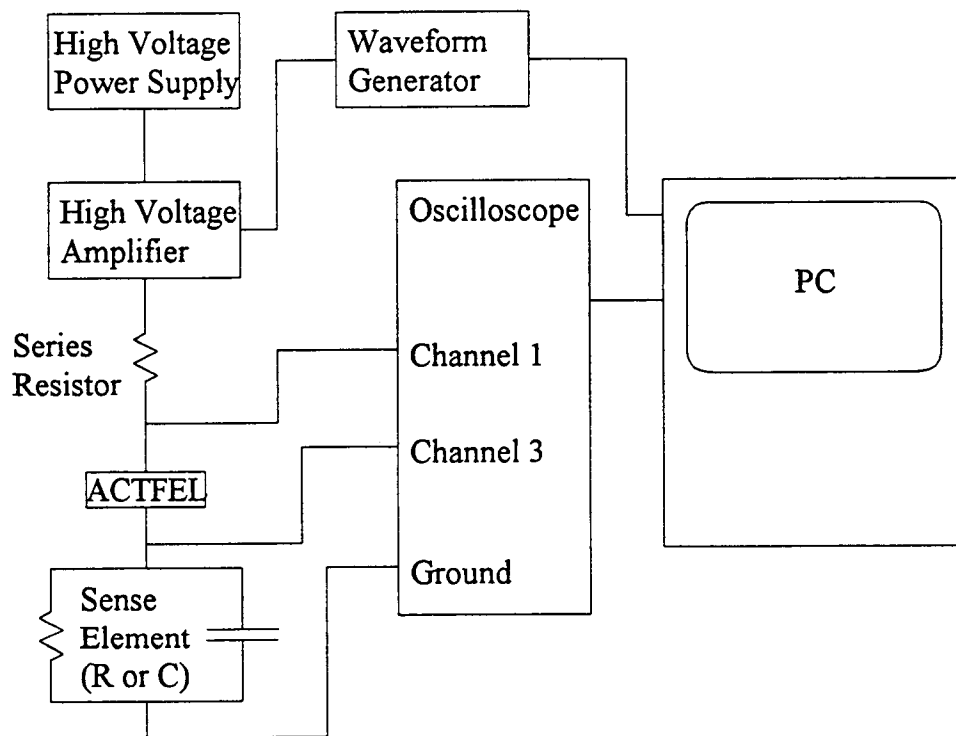 High Voltage
Power Supply
Waveform
Generator
High Voltage
Amplifier
Oscilloscope
PC
Series
Resistor
Channel 1
Channel 3
ACTFEL
Ground
Sense
Element
(R or C)